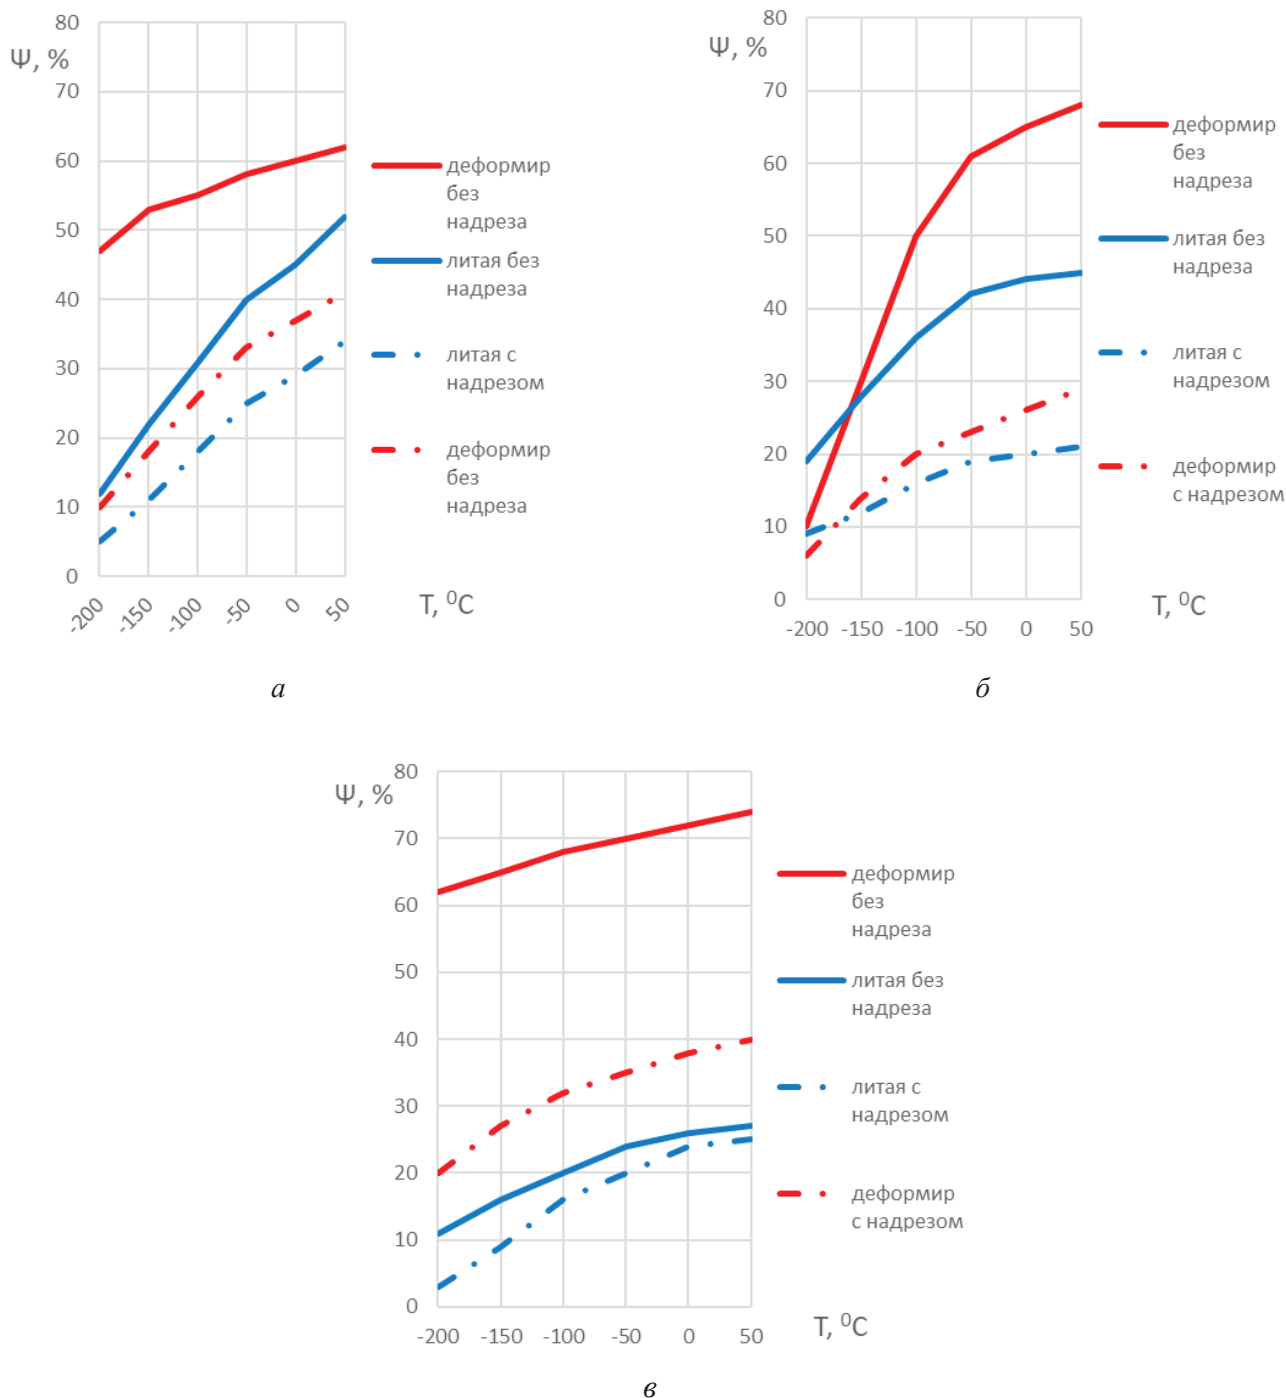 80
Ψ, %
70
60
50
40
30
20
10
0
-200
-150
-100
-50
0
50
T, ⁰C
деформир
без
надреза
литая без
надреза
литая с
надрезом
деформир
без
надреза
а
80
Ψ, %
70
60
50
40
30
20
10
0
-200 -150 -100 -50 0 50
T, ⁰C
деформир
без
надреза
литая без
надреза
литая с
надрезом
деформир
с надрезом
б
80
Ψ, %
70
60
50
40
30
20
10
0
-200 -150 -100 -50 0 50
T, ⁰C
деформир
без
надреза
литая без
надреза
литая с
надрезом
деформир
с надрезом
в